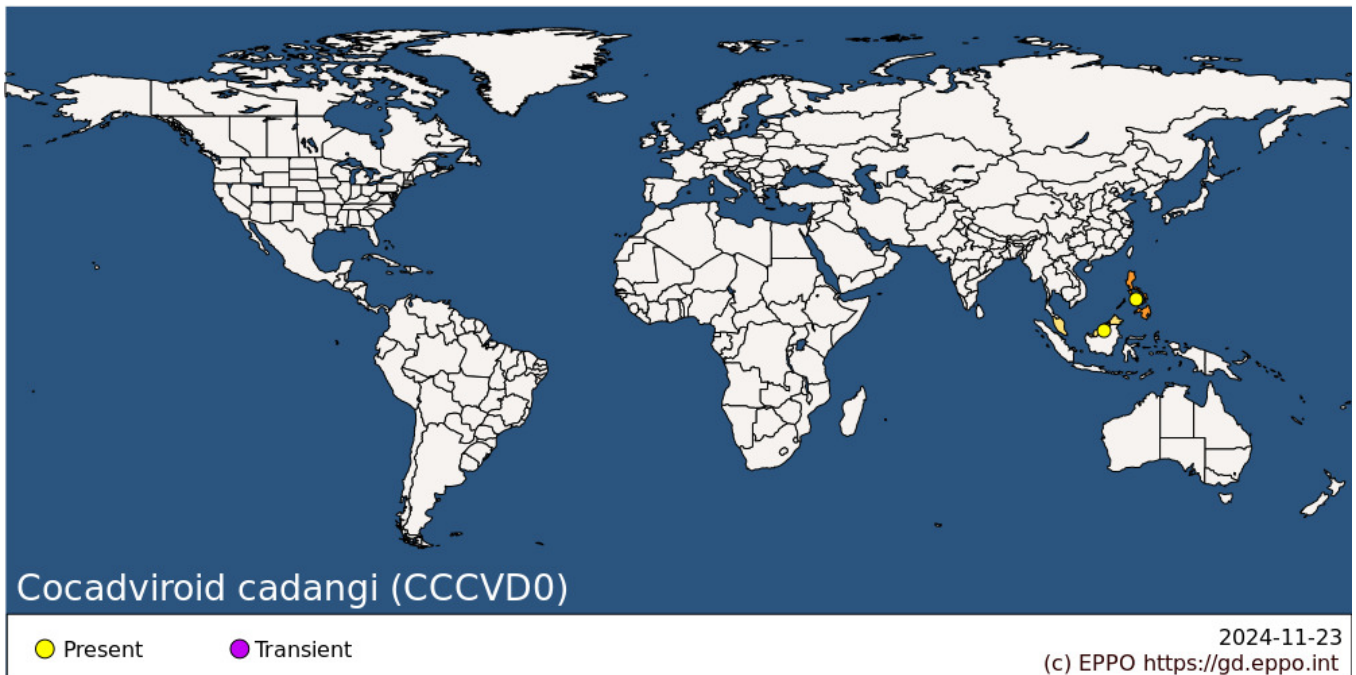 Cocadviroid cadangi (CCCVD0)
Present
Transient
2024-11-23
(c) EPPO https://gd.eppo.int